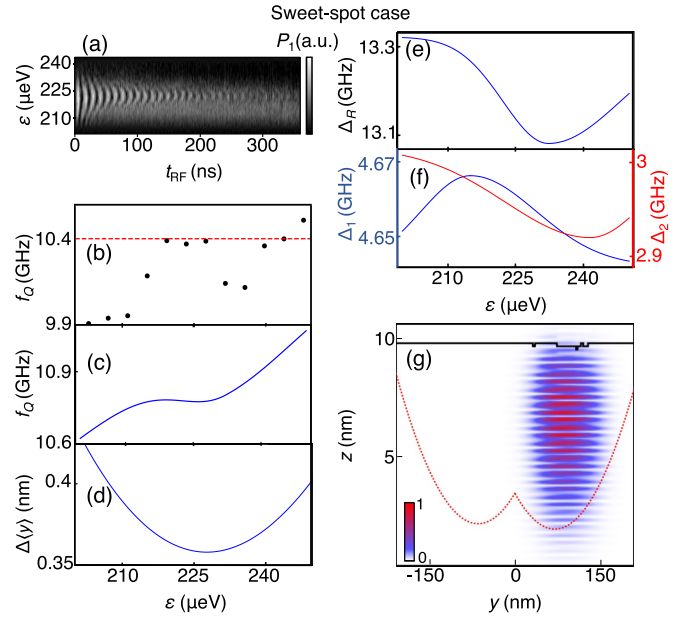 Sweet-spot case
(a)
P1(a.u.)
240
225
210
ε (μeV)
0 100 200 300
tRF (ns)
(b)
10.4
9.9
fQ (GHz)
(c)
10.9
10.6
fQ (GHz)
(d)
0.4
0.35
Δ⟨y⟩ (nm)
210 225 240
ε (μeV)
(e)
13.3
13.1
ΔR (GHz)
(f)
4.67
4.65
Δ1 (GHz)
3
2.9
Δ2 (GHz)
210 225 240
ε (μeV)
(g)
10
5
z (nm)
1
0
-150 0 150
y (nm)